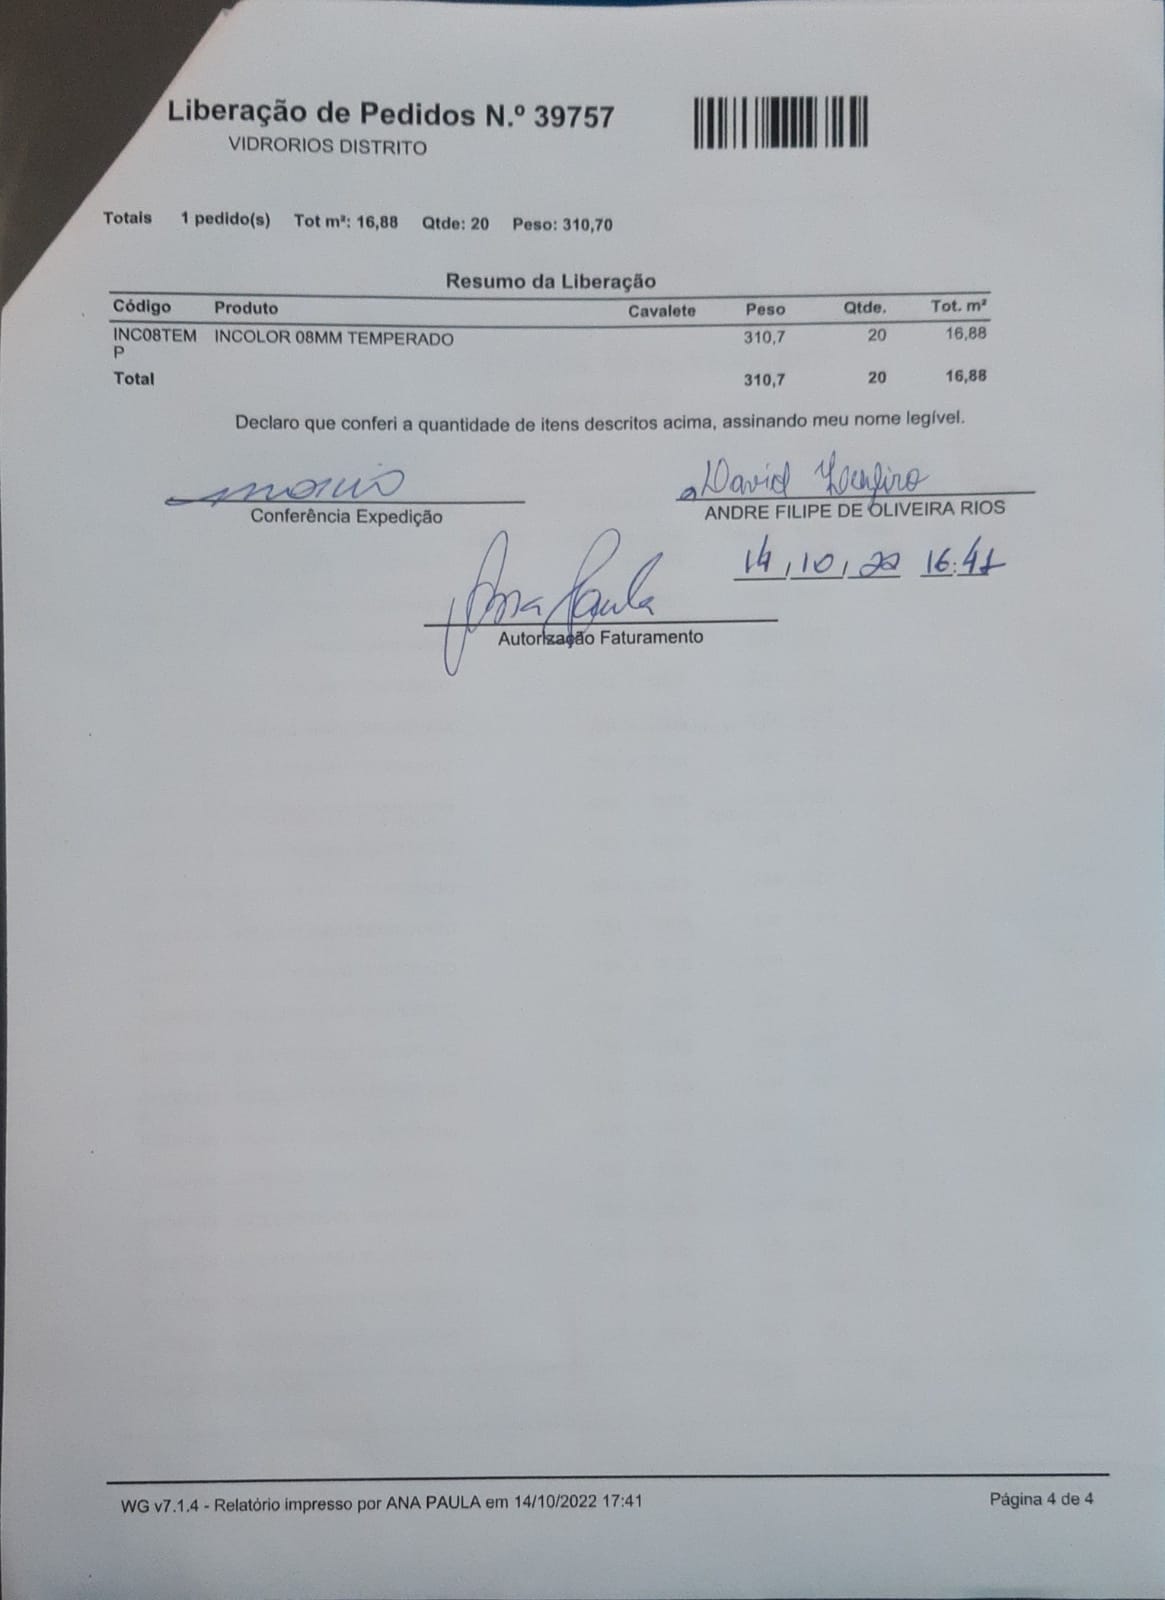 Liberação de Pedidos N.º 39757
VIDRORIOS DISTRITO
Totais 1 pedido(s) Tot m²: 16,88 Qtde: 20 Peso: 310,70
Resumo da Liberação
Código Produto Cavalete Peso Qtde. Tot. m²
INC08TEM INCOLOR 08MM TEMPERADO 310,7 20 16,88
P
Total 310,7 20 16,88
Declaro que conferi a quantidade de itens descritos acima, assinando meu nome legível.
David
Conferência Expedição ANDRE FILIPE DE OLIVEIRA RIOS
14,10,22 16:41
Ana Paula
Autorização Faturamento
WG v7.1.4 - Relatório impresso por ANA PAULA em 14/10/2022 17:41 Página 4 de 4